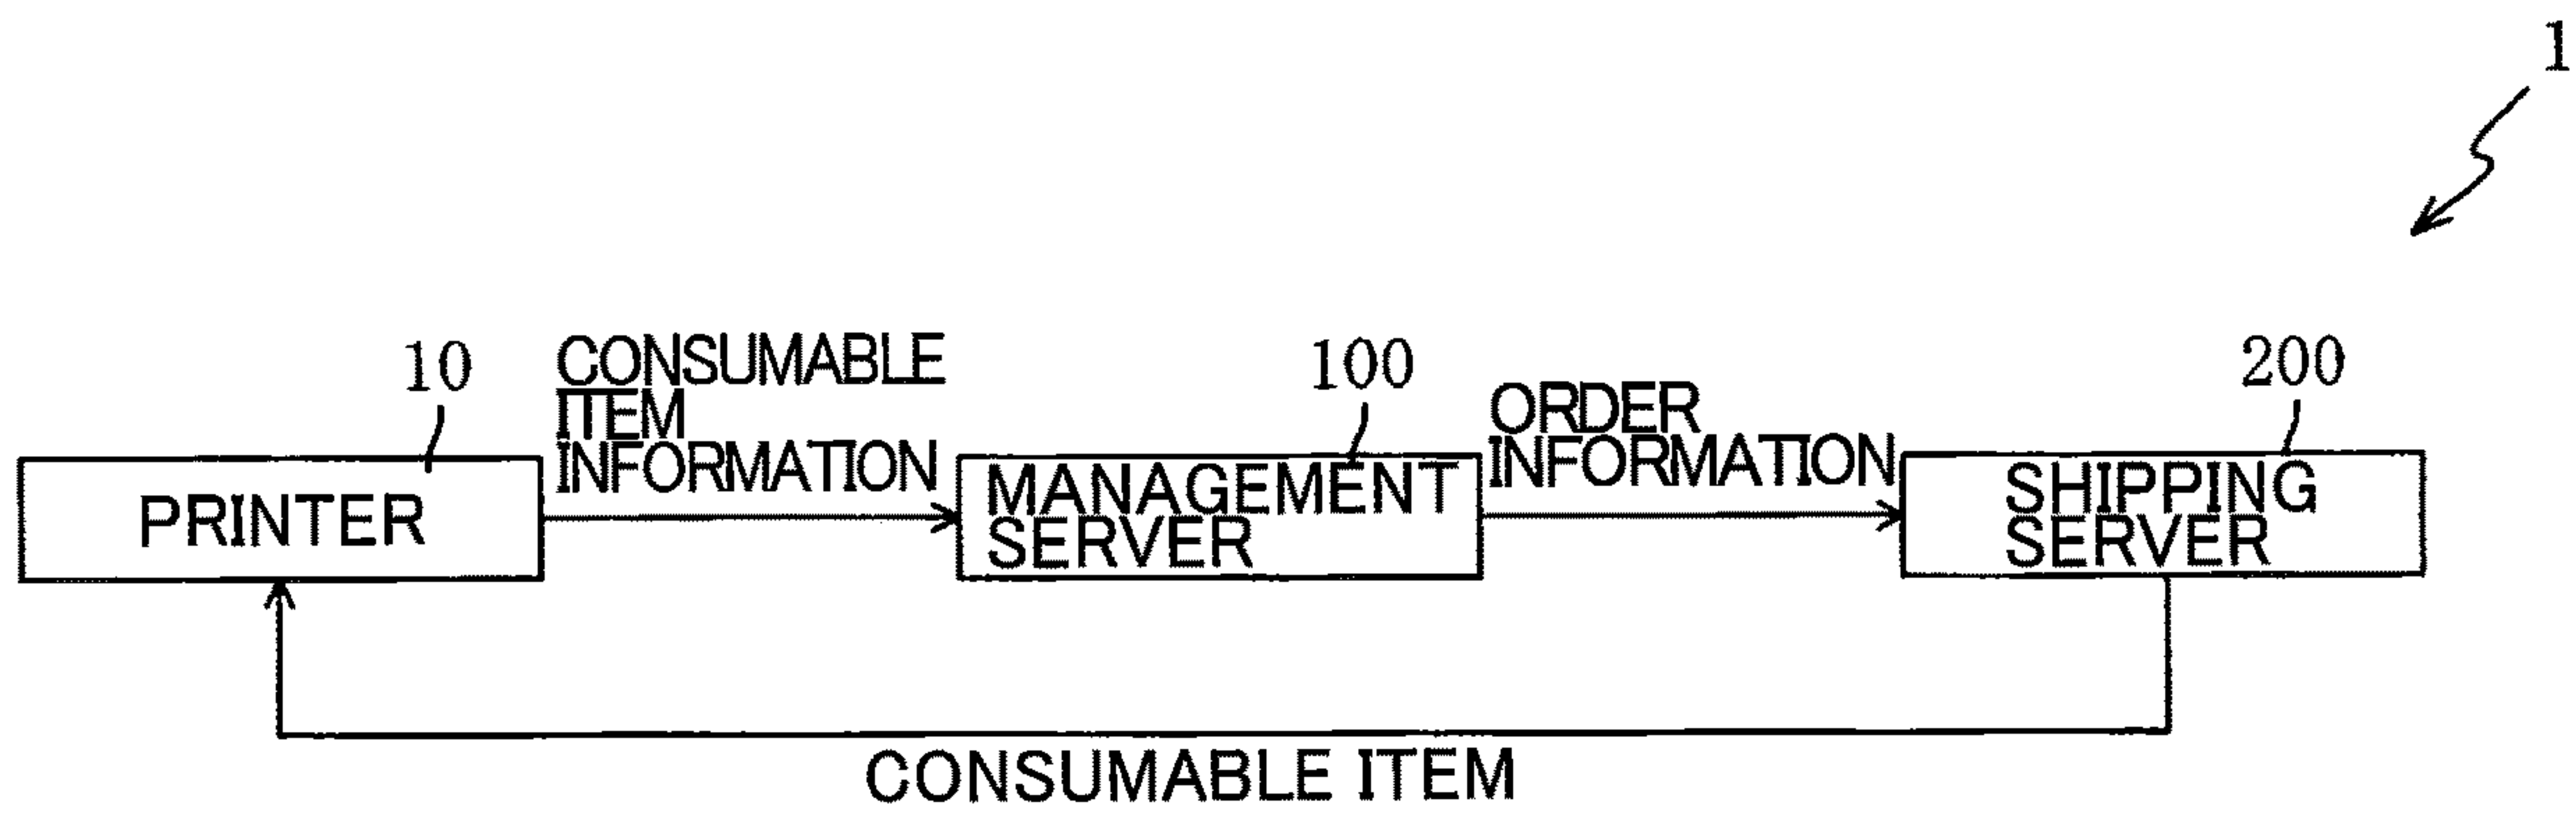 1
10
CONSUMABLE
ITEM
INFORMATION
100
ORDER
INFORMATION
200
PRINTER
MANAGEMENT
SERVER
SHIPPING
SERVER
CONSUMABLE ITEM